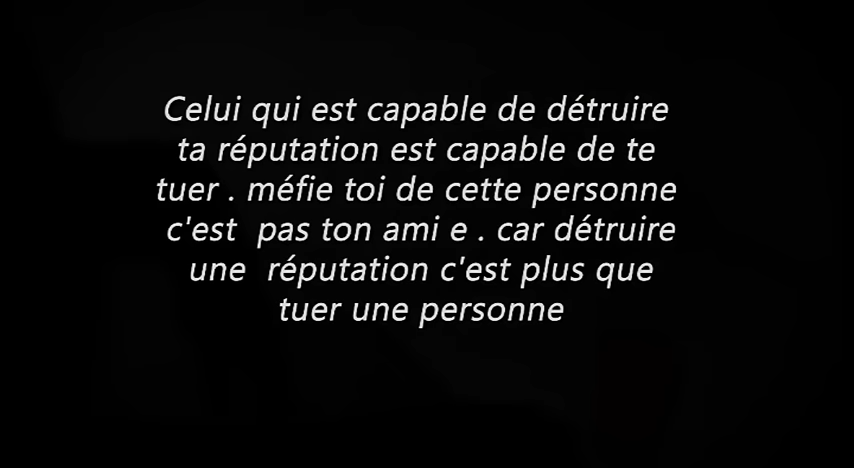 Celui qui est capable de détruire
ta réputation est capable de te
tuer . méfie toi de cette personne
c'est  pas ton ami e . car détruire
une  réputation c'est plus que
tuer une personne